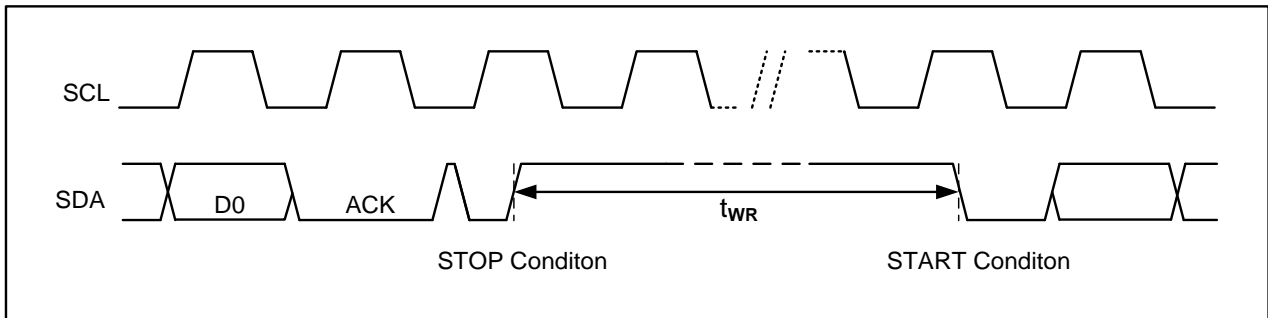 SCL
SDA
D0
ACK
tWR
STOP Conditon
START Conditon